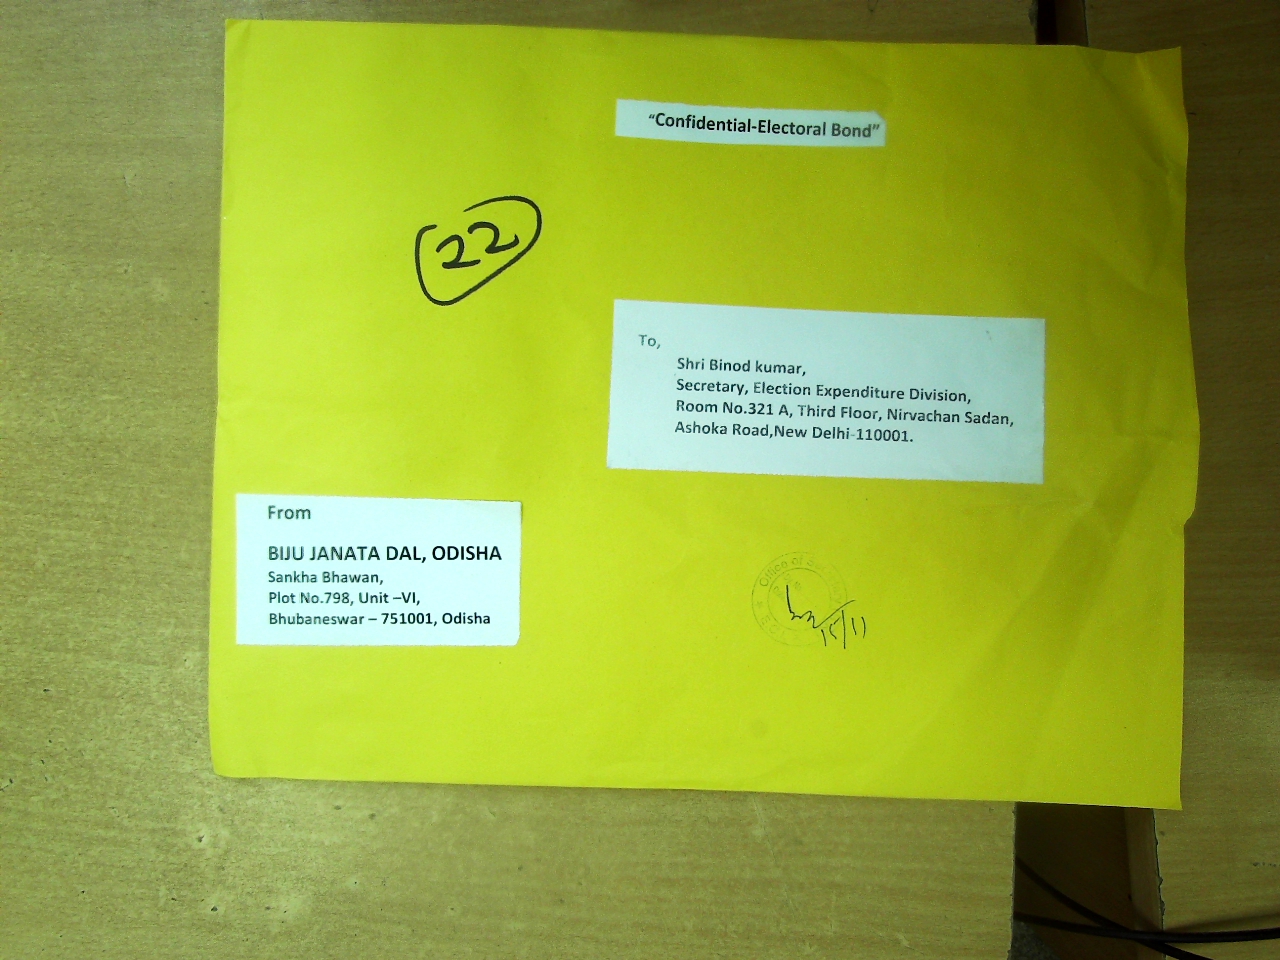 "Confidential-Electoral Bond"
22
To,
Shri Binod kumar,
Secretary, Election Expenditure Division,
Room No.321 A, Third Floor, Nirvachan Sadan,
Ashoka Road,New Delhi-110001.
From
BIJU JANATA DAL, ODISHA
Sankha Bhawan,
Plot No.798, Unit –VI,
Bhubaneswar – 751001, Odisha
Office of
15/11